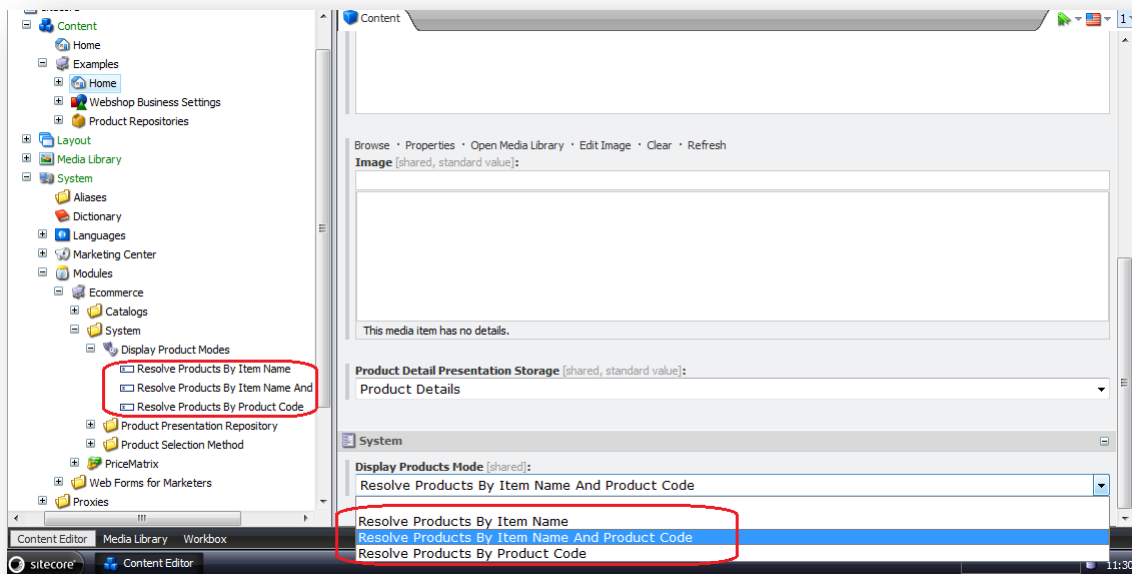 Content
Home
Examples
Home
Webshop Business Settings
Product Repositories
Layout
Media Library
System
Aliases
Dictionary
Languages
Marketing Center
Modules
Ecommerce
Catalogs
System
Display Product Modes
Resolve Products By Item Name
Resolve Products By Item Name And
Resolve Products By Product Code
Product Presentation Repository
Product Selection Method
PriceMatrix
Web Forms for Marketers
Proxies
Content Editor Media Library Workbox
sitecore Content Editor
Content
1
Browse · Properties · Open Media Library · Edit Image · Clear · Refresh
Image [shared, standard value]:
This media item has no details.
Product Detail Presentation Storage [shared, standard value]:
Product Details
System
Display Products Mode [shared]:
Resolve Products By Item Name And Product Code
Resolve Products By Item Name
Resolve Products By Item Name And Product Code
Resolve Products By Product Code
11:30